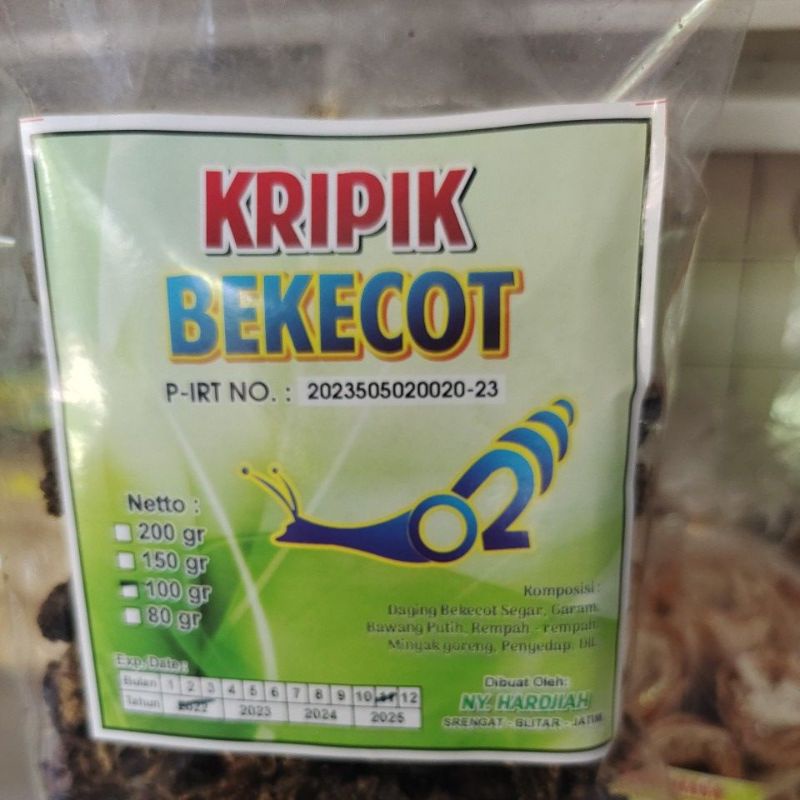 KRIPIK
BEKECOT
P-IRT NO. : 2023505020020-23
O2
Netto :
200 gr
150 gr
100 gr
80 gr
Komposisi :
Daging Bekecot Segar, Garam,
Bawang Putih, Rempah - rempah
Minyak goreng, Penyedap, Dll.
Exp. Date :
Bulan 1 2 3 4 5 6 7 8 9 10 11 12
Tahun 2022 2023 2024 2025
Dibuat Oleh:
NY. HARDJIAH
SRENGAT - BLITAR - JATIM